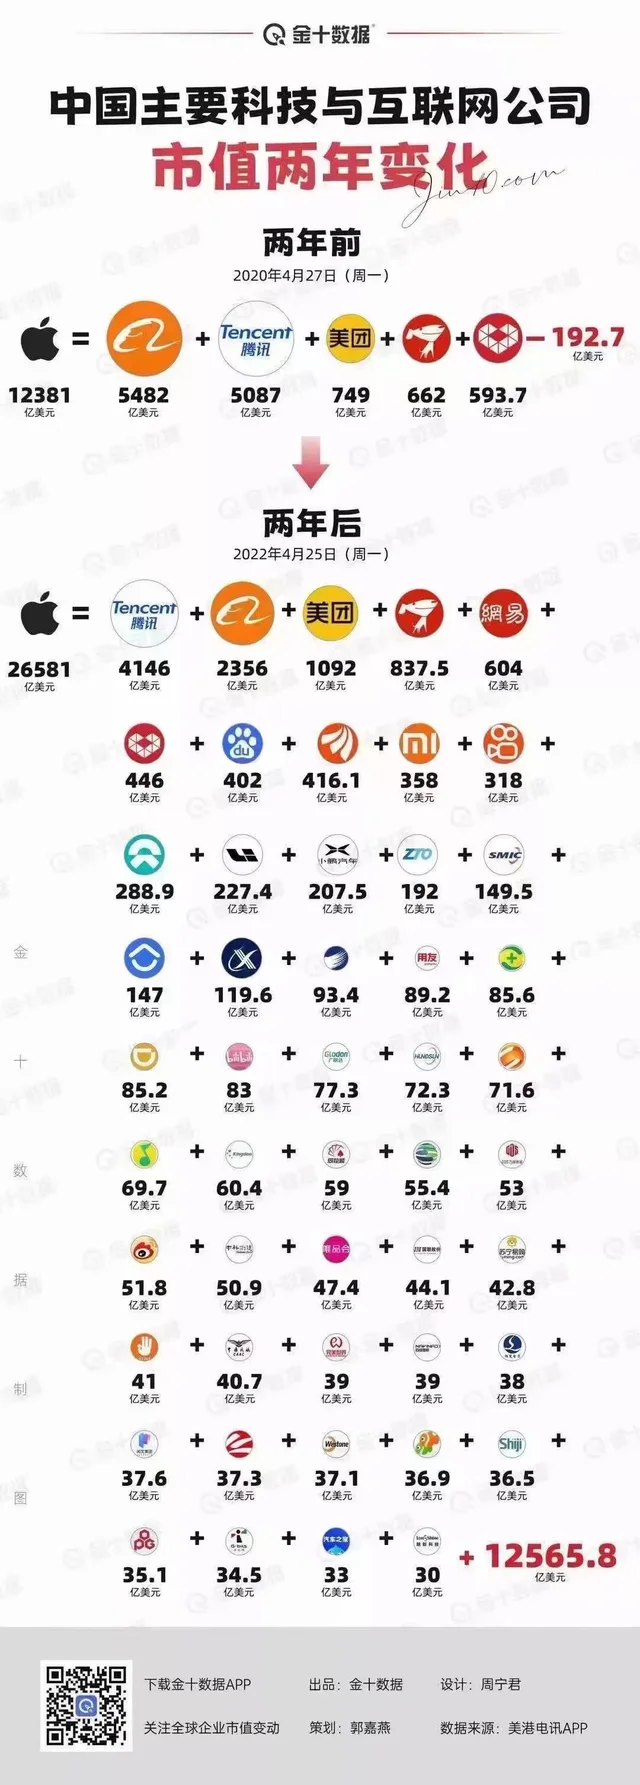 金十数据
中国主要科技与互联网公司
市值两年变化
Jin10.com
两年前
2020年4月27日（周一）
= + Tencent 腾讯 + 美团 + + − 192.7 亿美元
12381 5482 5087 749 662 593.7
亿美元 亿美元 亿美元 亿美元 亿美元 亿美元
两年后
2022年4月25日（周一）
= Tencent 腾讯 + + 美团 + + 網易 +
26581 4146 2356 1092 837.5 604
亿美元 亿美元 亿美元 亿美元 亿美元 亿美元
+ du + + mi + +
446 402 416.1 358 318
亿美元 亿美元 亿美元 亿美元 亿美元
+ + 小鹏汽车 + ZTO + SMIC +
288.9 227.4 207.5 192 149.5
亿美元 亿美元 亿美元 亿美元 亿美元
+ + + 用友 + +
147 119.6 93.4 89.2 85.6
亿美元 亿美元 亿美元 亿美元 亿美元
+ bilibili + Glodon 广联达 + HUNDSUN + +
85.2 83 77.3 72.3 71.6
亿美元 亿美元 亿美元 亿美元 亿美元
+ Kingdee + + + +
69.7 60.4 59 55.4 53
亿美元 亿美元 亿美元 亿美元 亿美元
+ + 唯品会 + + 苏宁易购 suning.com +
51.8 50.9 47.4 44.1 42.8
亿美元 亿美元 亿美元 亿美元 亿美元
+ + 完美世界 + + +
41 40.7 39 39 38
亿美元 亿美元 亿美元 亿美元 亿美元
+ + Westone + + Shiji +
37.6 37.3 37.1 36.9 36.5
亿美元 亿美元 亿美元 亿美元 亿美元
+ + 汽车之家 + + 12565.8
35.1 34.5 33 30 亿美元
亿美元 亿美元 亿美元 亿美元
金
十
数
据
制
图
下载金十数据APP 出品：金十数据 设计：周宁君
关注全球企业市值变动 策划：郭嘉燕 数据来源：美港电讯APP